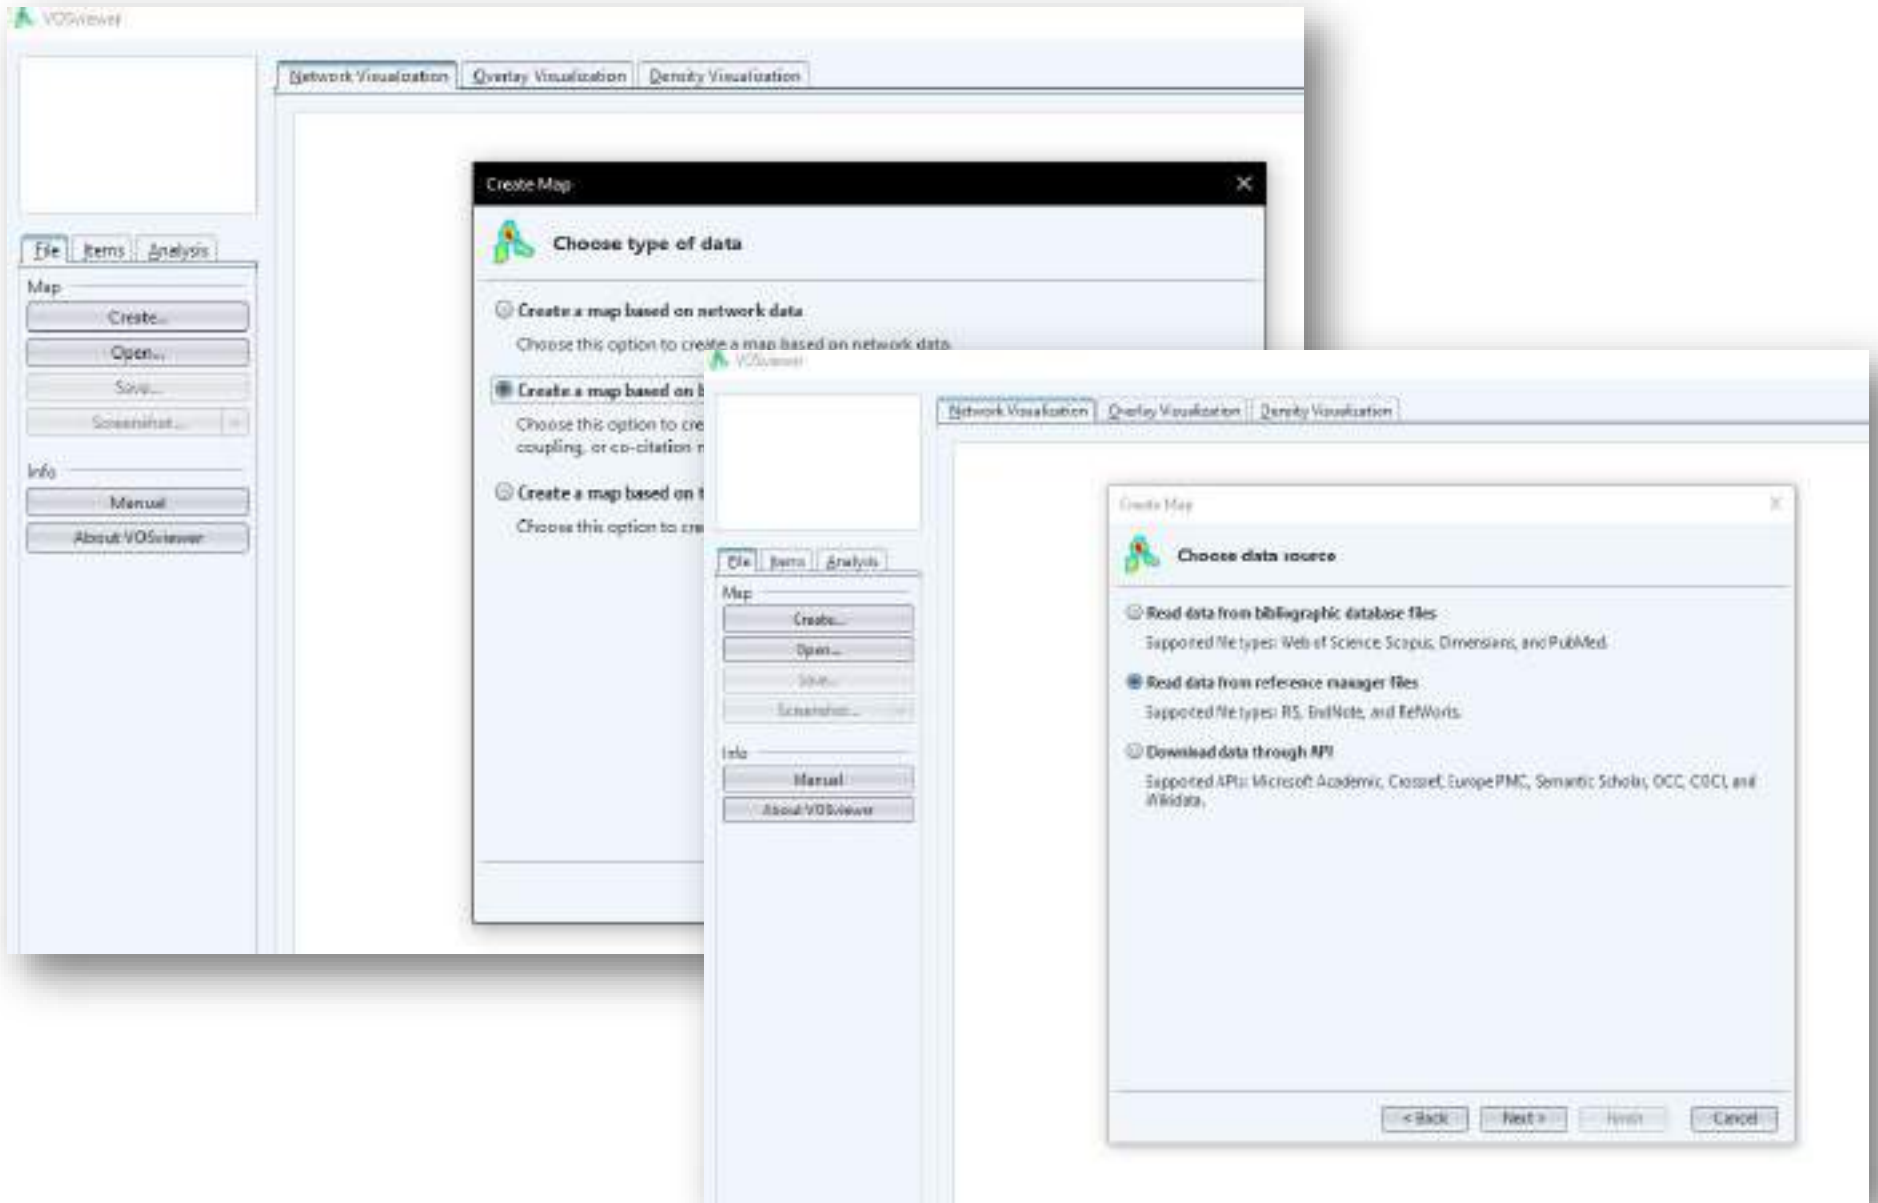 VOSviewer
Network Visualization Overlay Visualization Density Visualization
Create Map
Choose type of data
File Items Analysis
Map
Create...
Open...
Save...
Screenshot...
Info
Manual
About VOSviewer
Create a map based on network data
Choose this option to create a map based on network data.
Create a map based on
Choose this option to cre
coupling, or co-citation
Create a map based on t
Choose this option to cre
VOSviewer
Network Visualization Overlay Visualization Density Visualization
File Items Analysis
Map
Create...
Open...
Save...
Screenshot...
Info
Manual
About VOSviewer
Create Map
Choose data source
Read data from bibliographic database files
Supported file types: Web of Science, Scopus, Dimensions, and PubMed.
Read data from reference manager files
Supported file types: RIS, EndNote, and RefWorks.
Download data through API
Supported APIs: Microsoft Academic, Crossref, Europe PMC, Semantic Scholar, OCC, COCI, and
Wikidata.
< Back Next > Finish Cancel